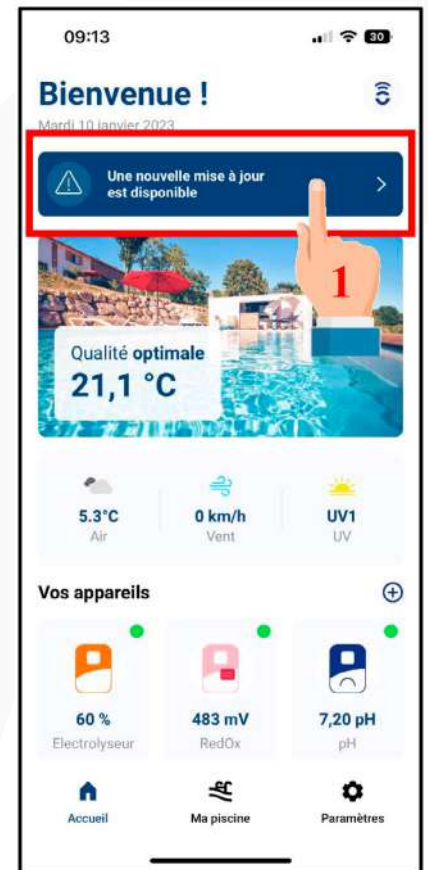 09:13
30
Bienvenue !
Mardi 10 janvier 2023
Une nouvelle mise à jour
est disponible
1
Qualité optimale
21,1 °C
5.3°C
0 km/h
UV1
Air
Vent
UV
Vos appareils
60 %
483 mV
7,20 pH
Electrolyseur
RedOx
pH
Accueil
Ma piscine
Paramètres